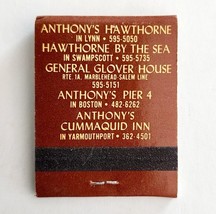 ANTHONY'S HAWTHORNE
IN LYNN • 595-5050
HAWTHORNE BY THE SEA
IN SWAMPSCOTT • 595-5735
GENERAL GLOVER HOUSE
RTE. 1A, MARBLEHEAD-SALEM LINE
595-5151
ANTHONY'S PIER 4
IN BOSTON • 482-6262
ANTHONY'S
CUMMAQUID INN
IN YARMOUTHPORT • 362-4501